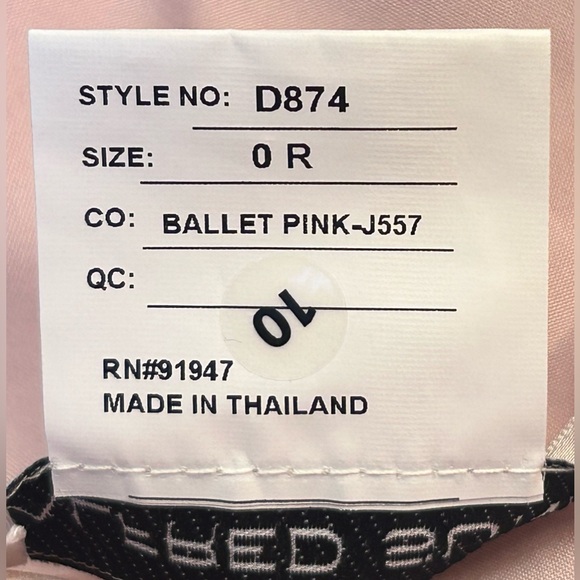 STYLE NO: D874
SIZE: 0 R
CO: BALLET PINK-J557
QC:
10
RN#91947
MADE IN THAILAND